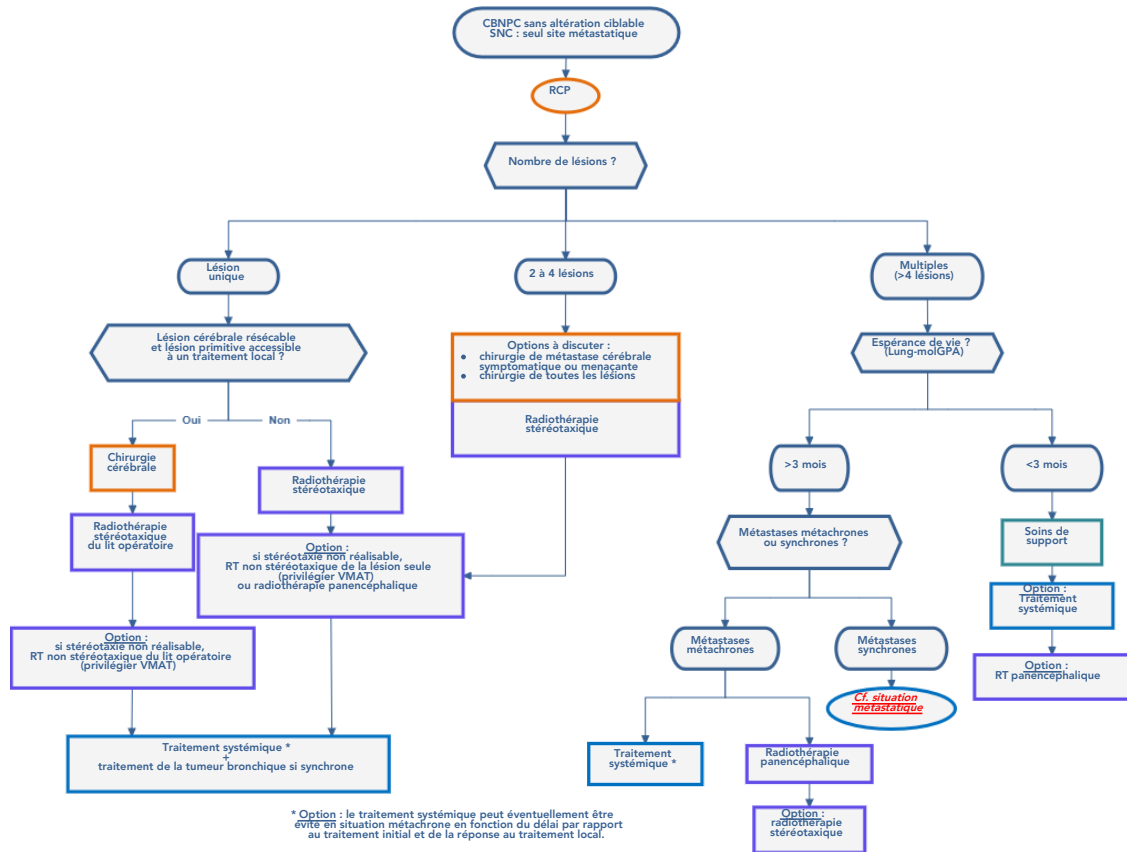 CBNPC sans altération ciblable
SNC : seul site métastatique
RCP
Nombre de lésions ?
Lésion
unique
2 à 4 lésions
Multiples
(>4 lésions)
Lésion cérébrale résécable
et lésion primitive accessible
à un traitement local ?
Options à discuter :
• chirurgie de métastase cérébrale
symptomatique ou menaçante
• chirurgie de toutes les lésions
Espérance de vie ?
(Lung-molGPA)
Oui
Non
Radiothérapie
stéréotaxique
Chirurgie
cérébrale
Radiothérapie
stéréotaxique
>3 mois
<3 mois
Radiothérapie
stéréotaxique
du lit opératoire
Option :
si stéréotaxie non réalisable,
RT non stéréotaxique de la lésion seule
(privilégier VMAT)
ou radiothérapie panencéphalique
Métastases métachrones
ou synchrones ?
Soins de
support
Option :
Traitement
systémique
Option :
si stéréotaxie non réalisable,
RT non stéréotaxique du lit opératoire
(privilégier VMAT)
Métastases
métachrones
Métastases
synchrones
Option :
RT panencéphalique
Cf. situation
métastatique
Traitement systémique *
+
traitement de la tumeur bronchique si synchrone
Traitement
systémique *
Radiothérapie
panencéphalique
Option :
radiothérapie
stéréotaxique
* Option : le traitement systémique peut éventuellement être
évité en situation métachrone en fonction du délai par rapport
au traitement initial et de la réponse au traitement local.